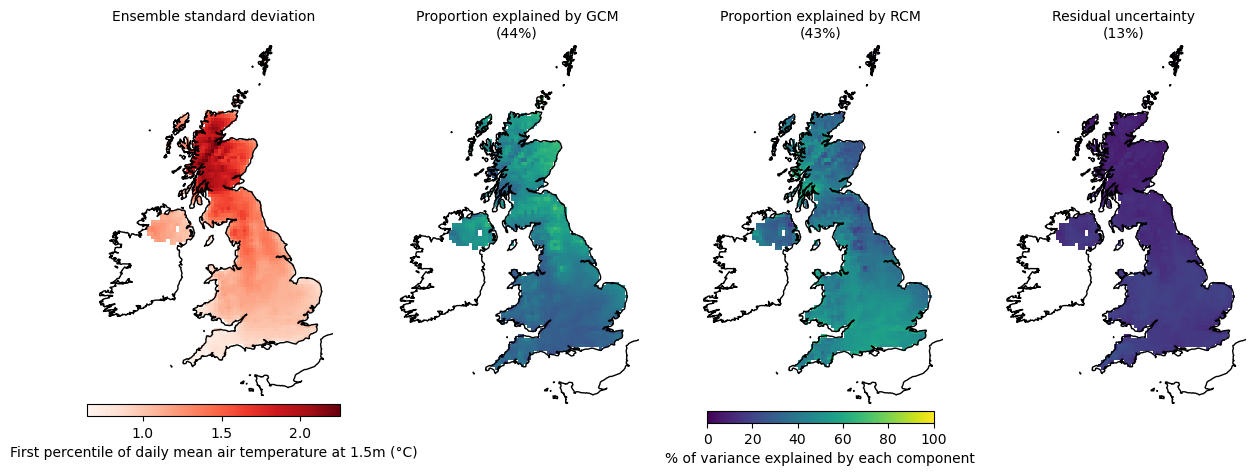 Ensemble standard deviation
Proportion explained by GCM
(44%)
Proportion explained by RCM
(43%)
Residual uncertainty
(13%)
1.0 1.5 2.0
First percentile of daily mean air temperature at 1.5m (°C)
0 20 40 60 80 100
% of variance explained by each component